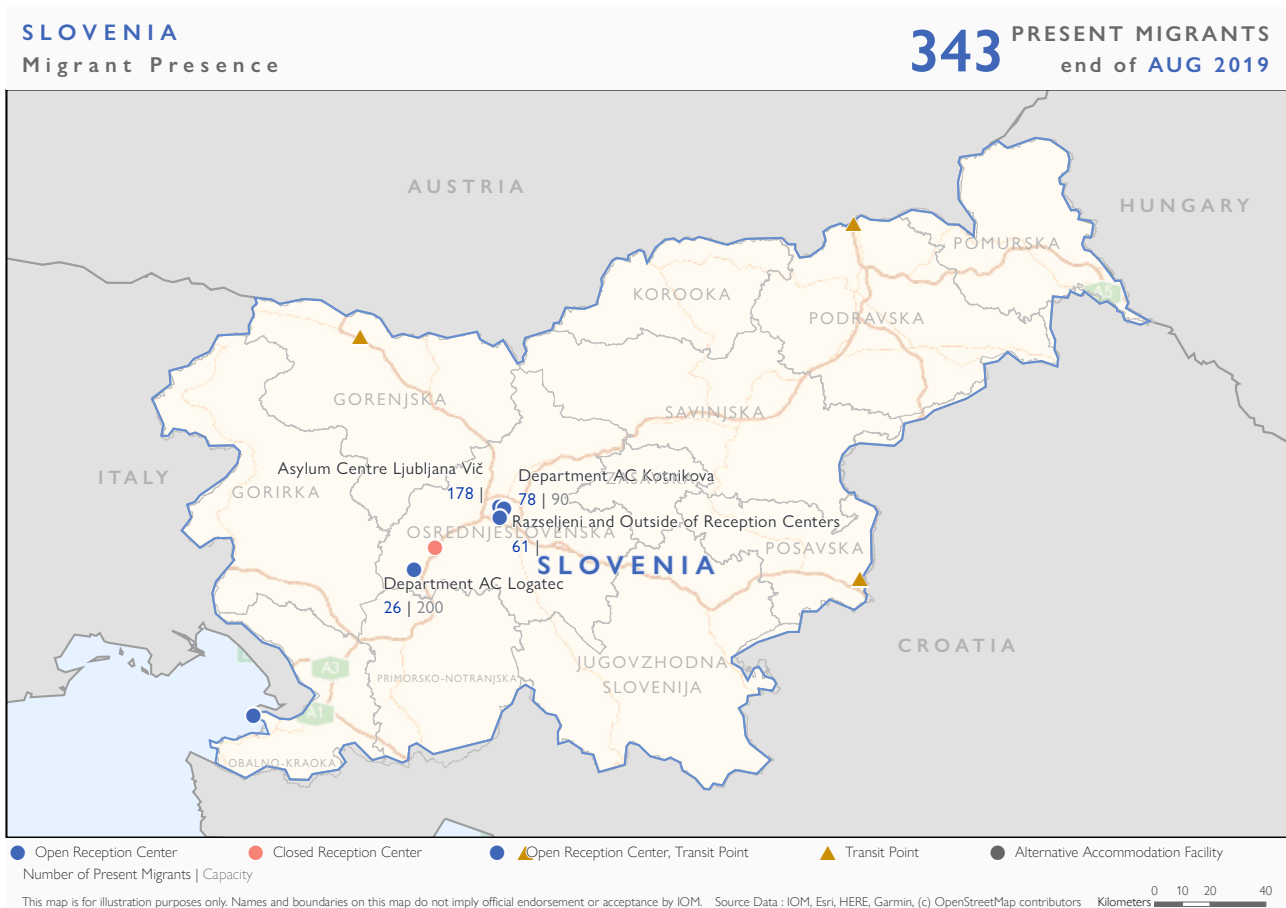 SLOVENIA
Migrant Presence
343 PRESENT MIGRANTS
end of AUG 2019
AUSTRIA
HUNGARY
POMURSKA
A5
KOROOKA
PODRAVSKA
GORENJSKA
SAVINJSKA
ITALY
Asylum Centre Ljubljana Vič
178 |
Department AC Kotnikova
78 | 90
GORIRKA
Razseljeni and Outside of Reception Centers
61 |
OSREDNJESLOVENSKA
POSAVSKA
SLOVENIA
Department AC Logatec
26 | 200
CROATIA
A3
JUGOVZHODNA
SLOVENIJA
PRIMORSKO-NOTRANJSKA
A1
OBALNO-KRAOKA
Open Reception Center
Closed Reception Center
Open Reception Center, Transit Point
Transit Point
Alternative Accommodation Facility
Number of Present Migrants | Capacity
This map is for illustration purposes only. Names and boundaries on this map do not imply official endorsement or acceptance by IOM. Source Data : IOM, Esri, HERE, Garmin, (c) OpenStreetMap contributors
Kilometers 0 10 20 40